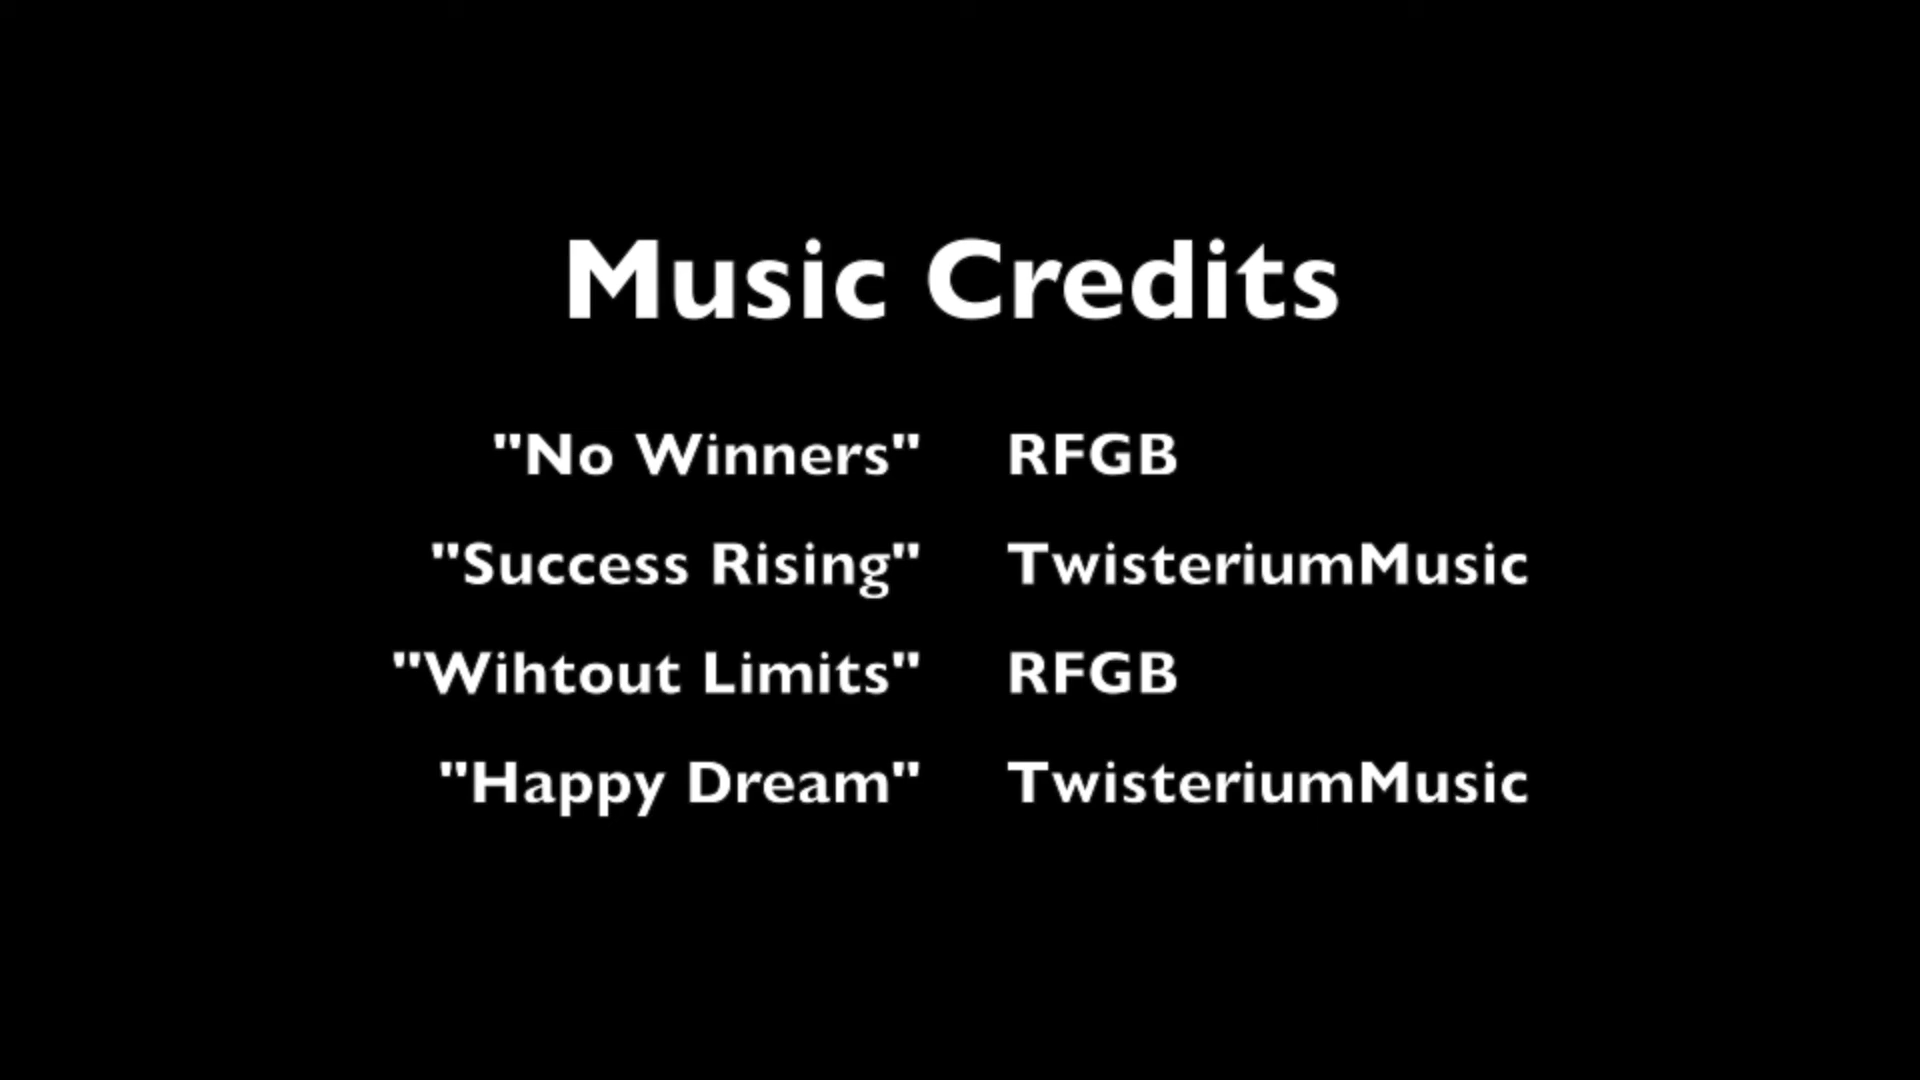 Music Credits
"No Winners" RFGB
"Success Rising" TwisteriumMusic
"Wihtout Limits" RFGB
"Happy Dream" TwisteriumMusic